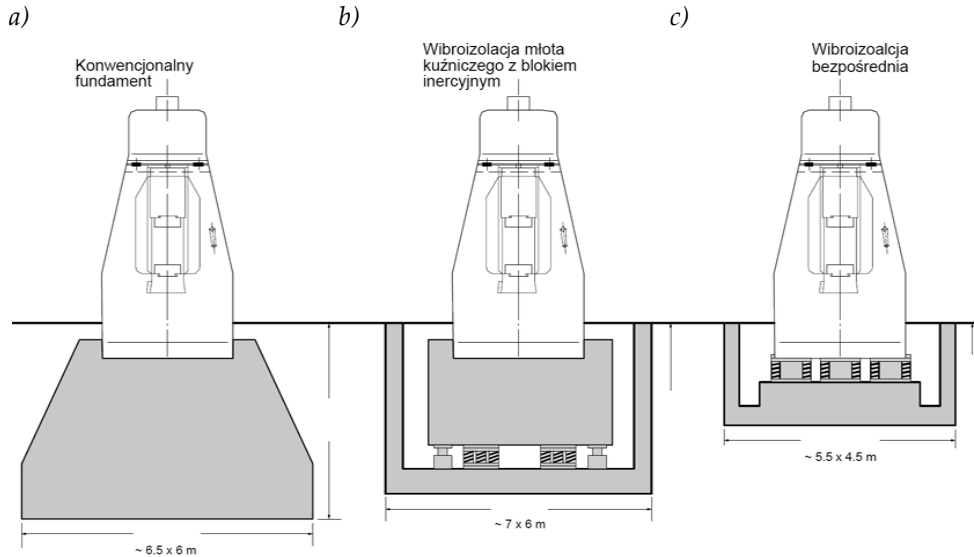 a)
b)
c)
Konwencjonalny
fundament
Wibroizolacja młota
kuźniczego z blokiem
inercyjnym
Wibroizoalcja
bezpośrednia
~ 6.5 x 6 m
~ 7 x 6 m
~ 5.5 x 4.5 m